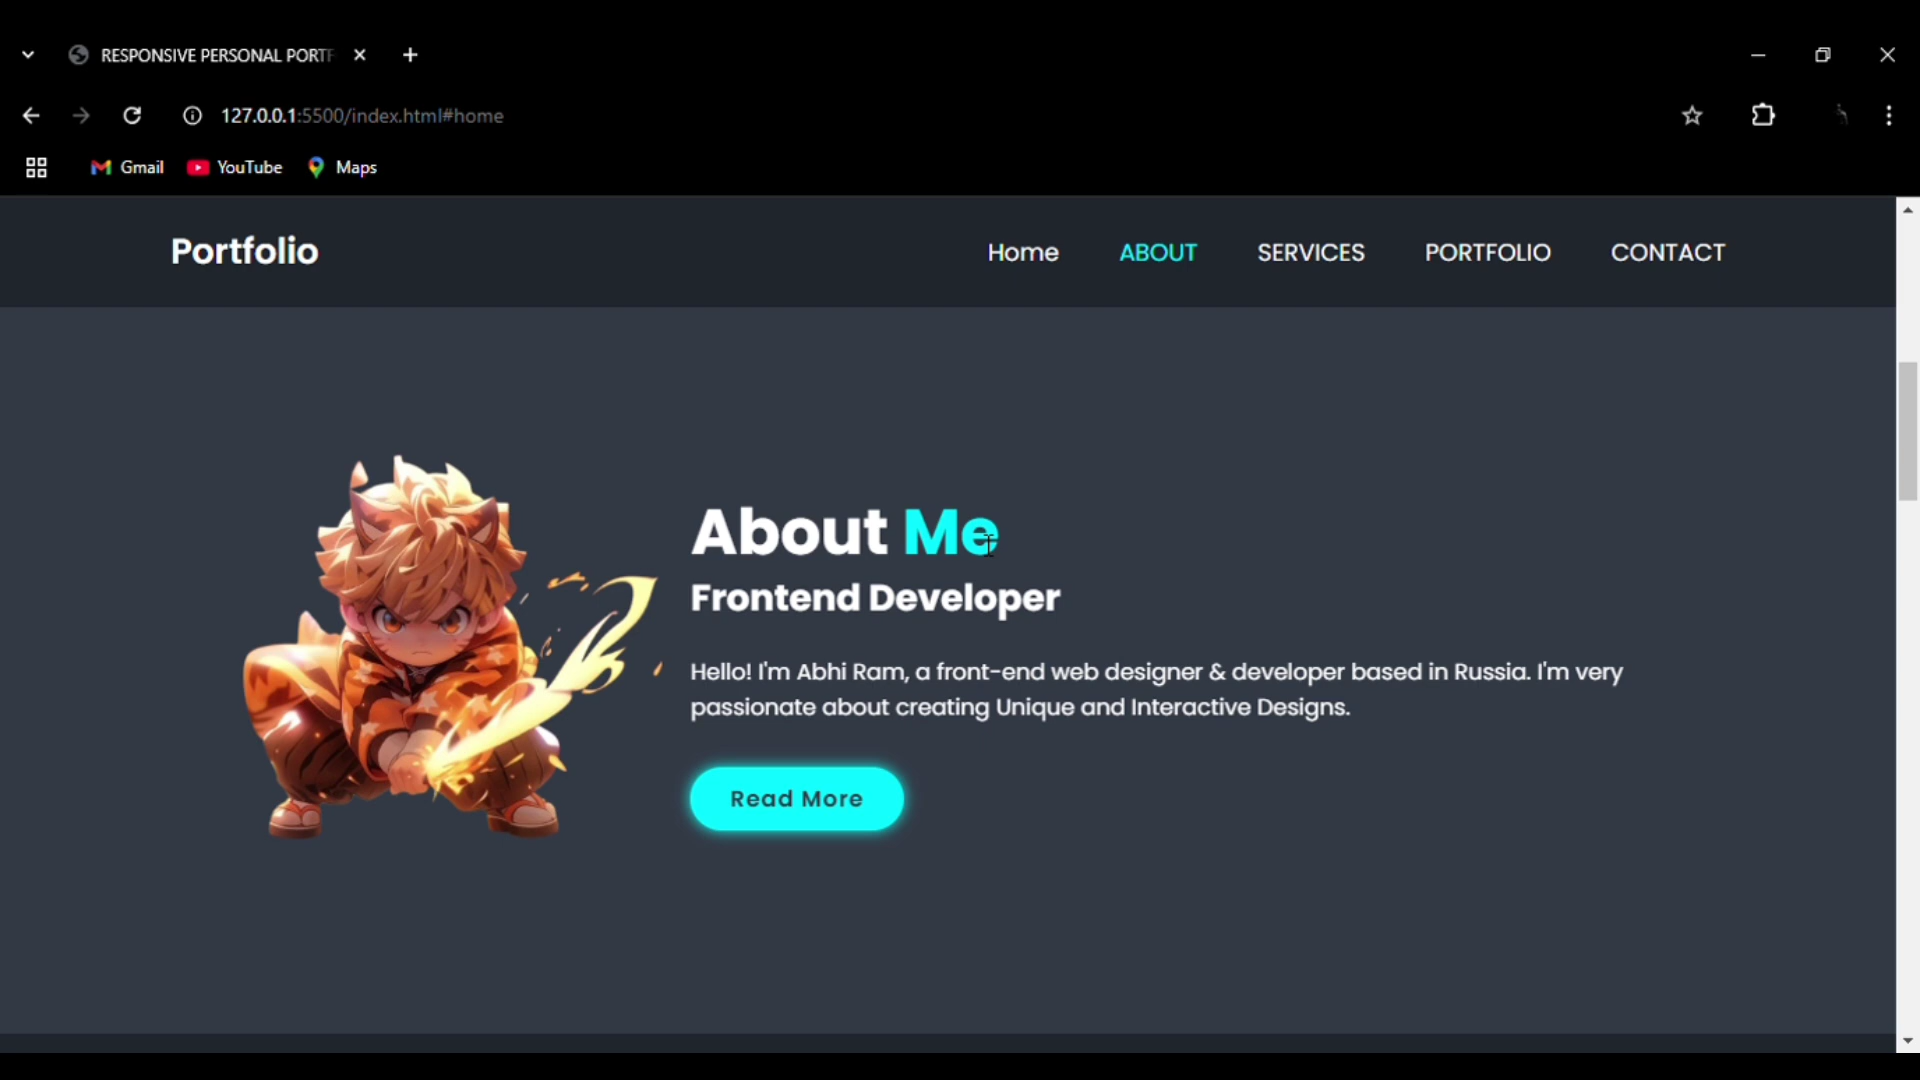 RESPONSIVE PERSONAL PORTF
127.0.0.1:5500/index.html#home
Gmail YouTube Maps
Portfolio Home ABOUT SERVICES PORTFOLIO CONTACT
About Me
Frontend Developer
Hello! I'm Abhi Ram, a front-end web designer & developer based in Russia. I'm very
passionate about creating Unique and Interactive Designs.
Read More